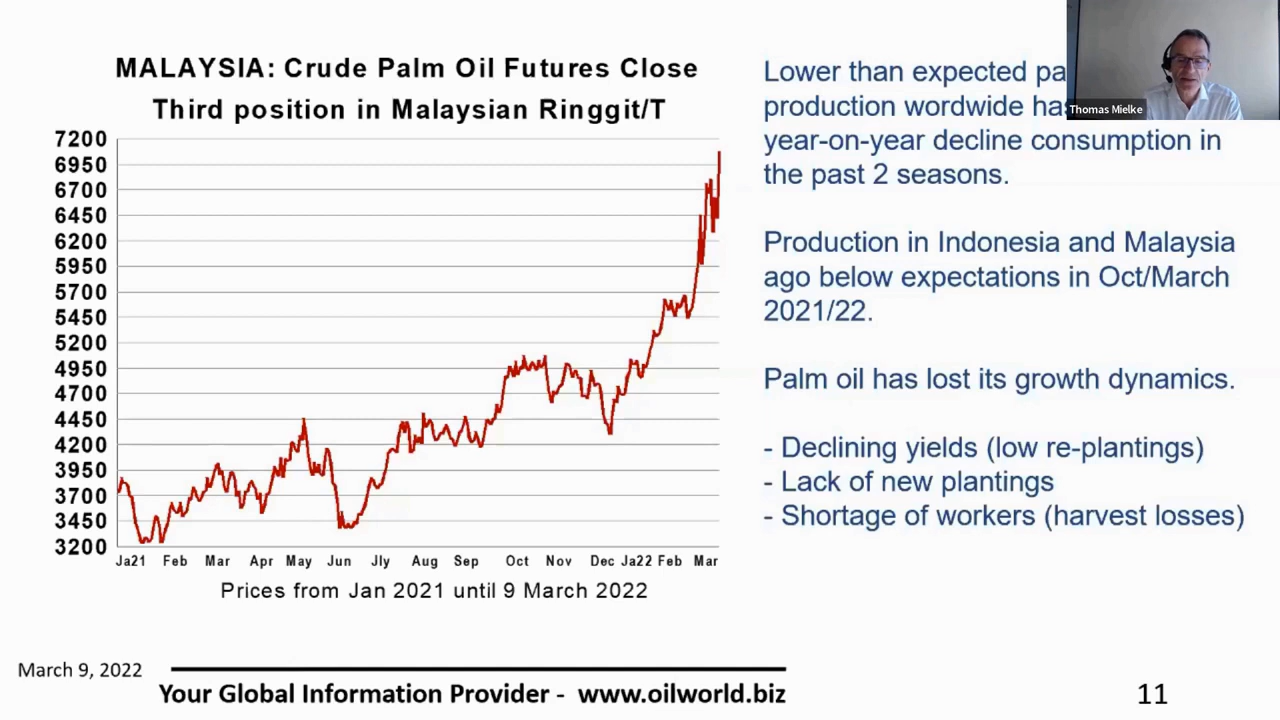 MALAYSIA: Crude Palm Oil Futures Close
Third position in Malaysian Ringgit/T
7200
6950
6700
6450
6200
5950
5700
5450
5200
4950
4700
4450
4200
3950
3700
3450
3200
Ja21 Feb Mar Apr May Jun Jly Aug Sep Oct Nov Dec Ja22 Feb Mar
Prices from Jan 2021 until 9 March 2022
Lower than expected
production wordwide
year-on-year decline consumption in
the past 2 seasons.
Production in Indonesia and Malaysia
ago below expectations in Oct/March
2021/22.
Palm oil has lost its growth dynamics.
- Declining yields (low re-plantings)
- Lack of new plantings
- Shortage of workers (harvest losses)
Thomas Mielke
March 9, 2022
Your Global Information Provider - www.oilworld.biz
11